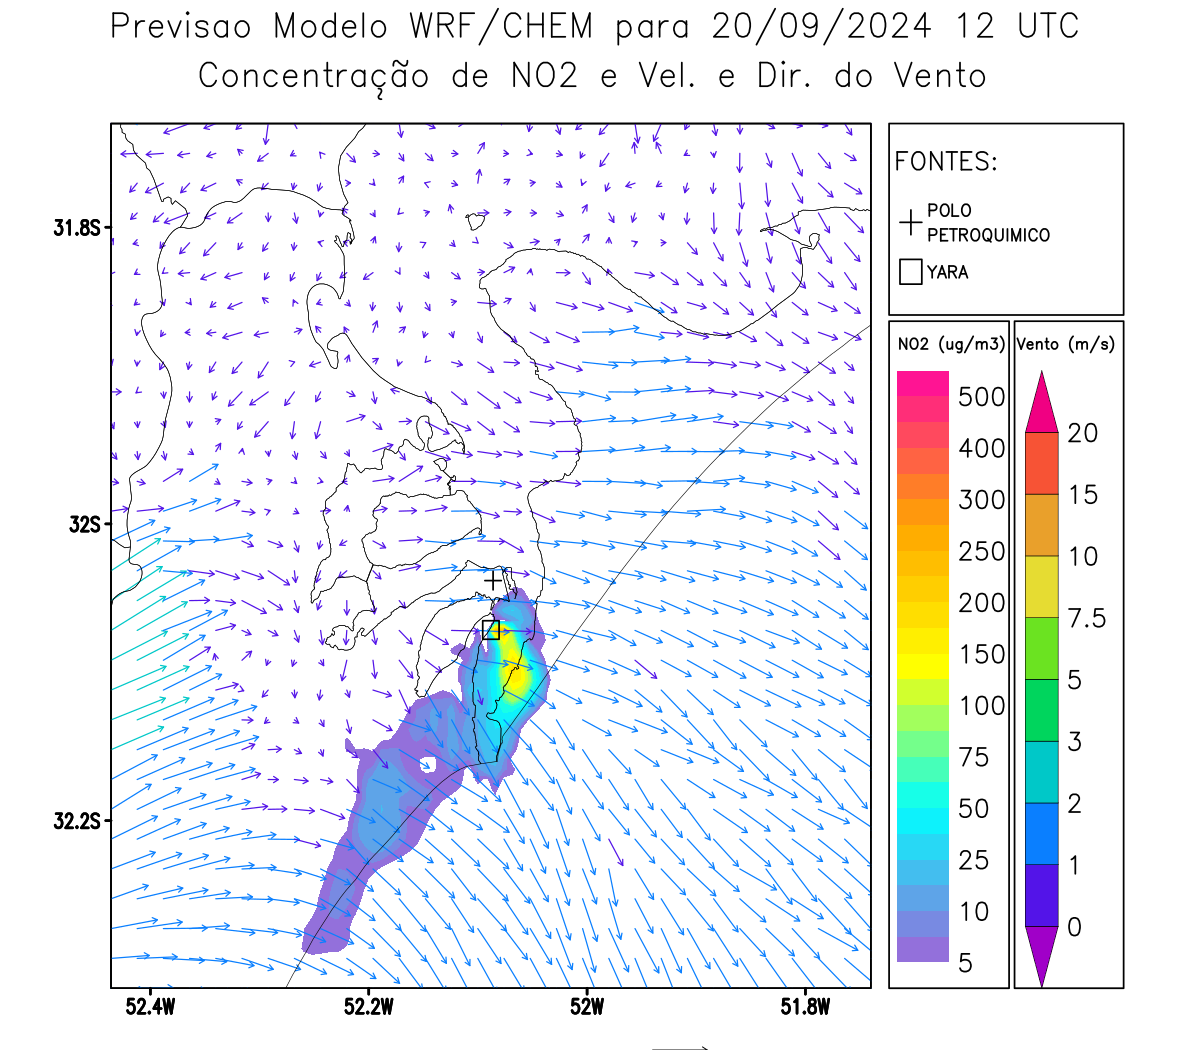 Previsao Modelo WRF/CHEM para 20/09/2024 12 UTC
Concentração de NO2 e Vel. e Dir. do Vento
FONTES:
POLO
PETROQUIMICO
YARA
NO2 (ug/m3)
500
400
300
250
200
150
100
75
50
25
10
5
Vento (m/s)
20
15
10
7.5
5
3
2
1
0
31.8S
32S
32.2S
52.4W
52.2W
52W
51.8W